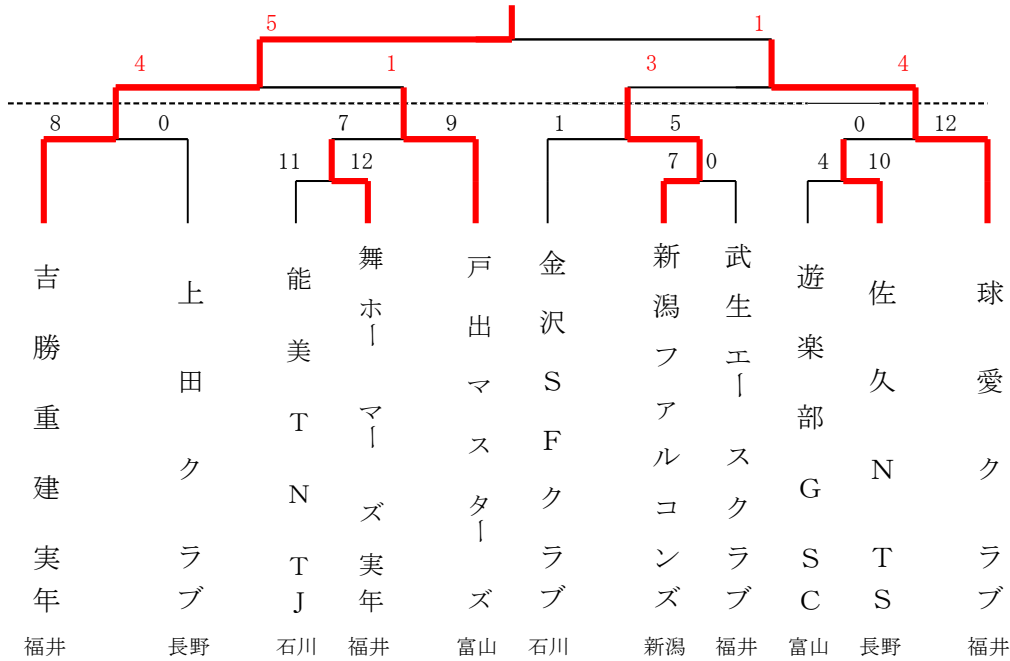 5 1
4 1 3 4
8 0 7 9 1 5 0 12
11 12 7 0 4 10
吉勝重建実年
上田クラブ
能美TNTJ
舞ホーマーズ実年
戸出マスターズ
金沢SFクラブ
新潟ファルコンズ
武生エースクラブ
遊楽部GSC
佐久NTS
球愛クラブ
福井 長野 石川 福井 富山 石川 新潟 福井 富山 長野 福井